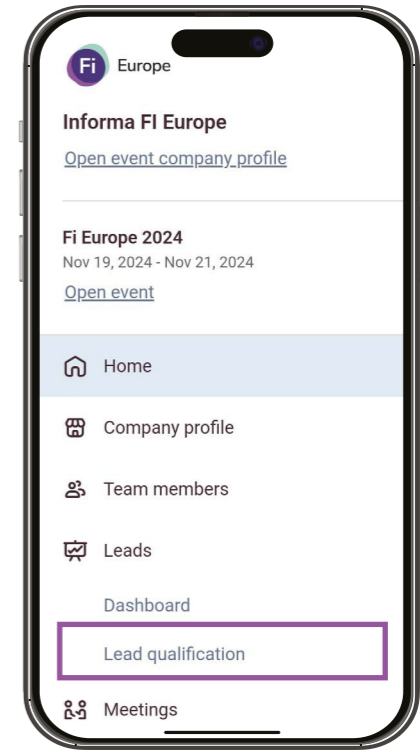 Fi Europe
Informa FI Europe
Open event company profile
Fi Europe 2024
Nov 19, 2024 - Nov 21, 2024
Open event
Home
Company profile
Team members
Leads
Dashboard
Lead qualification
Meetings